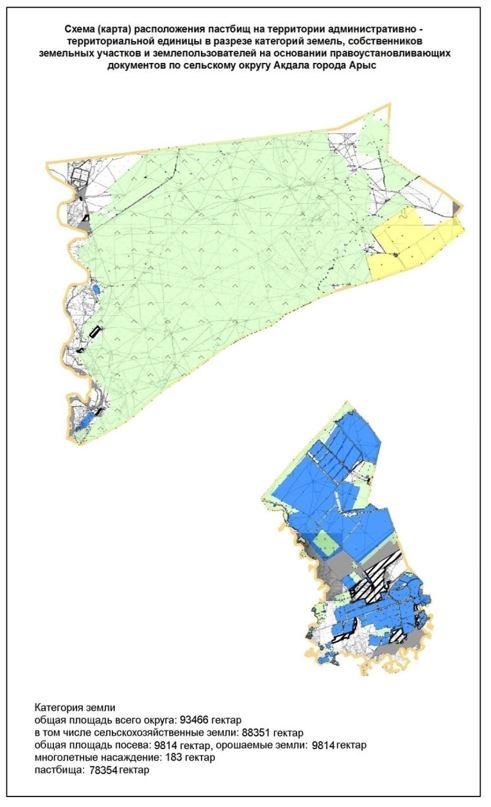 Схема (карта) расположения пастбищ на территории административно -
территориальной единицы в разрезе категорий земель, собственников
земельных участков и землепользователей на основании правоустановливающих
документов по сельскому округу Акдала города Арыс
Категория земли
общая площадь всего округа: 93466 гектар
в том числе сельскохозяйственные земли: 88351 гектар
общая площадь посева: 9814 гектар, орошаемые земли: 9814 гектар
многолетные насаждение: 183 гектар
пастбища: 78354 гектар